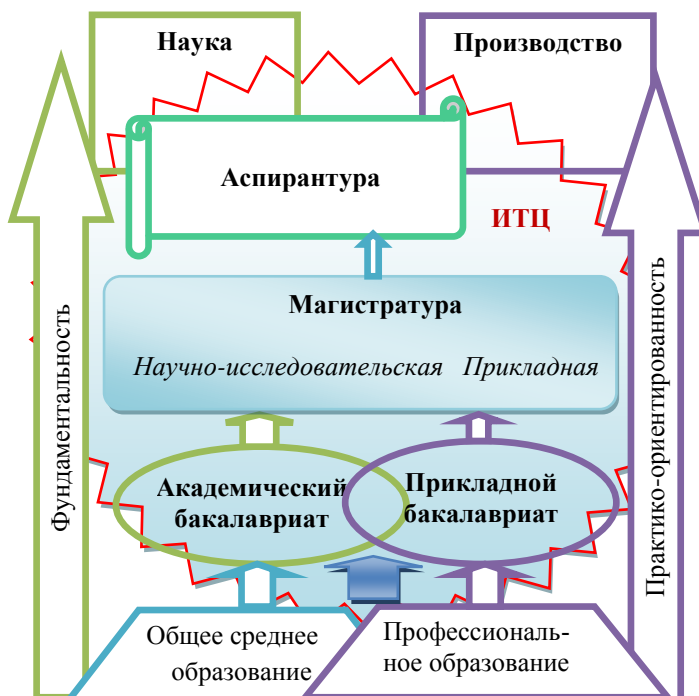 Наука
Производство
Аспирантура
ИТЦ
Магистратура
Научно-исследовательская Прикладная
Академический
бакалавриат
Прикладной
бакалавриат
Общее среднее
образование
Профессиональ-
ное образование
Фундаментальность
Практико-ориентированность